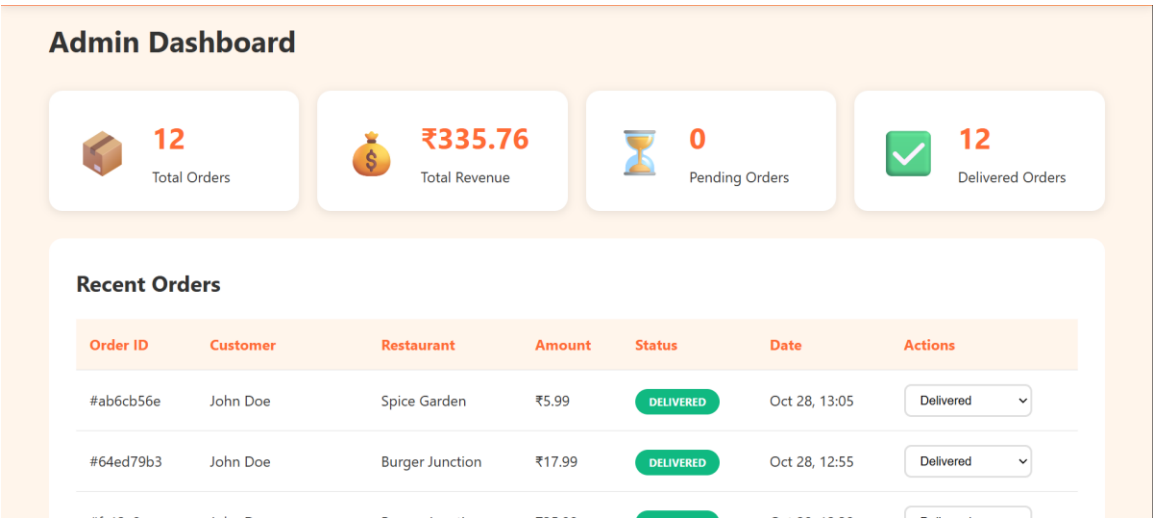 Admin Dashboard
12
Total Orders
₹335.76
Total Revenue
0
Pending Orders
12
Delivered Orders
Recent Orders
Order ID Customer Restaurant Amount Status Date Actions
#ab6cb56e John Doe Spice Garden ₹5.99 DELIVERED Oct 28, 13:05 Delivered
#64ed79b3 John Doe Burger Junction ₹17.99 DELIVERED Oct 28, 12:55 Delivered